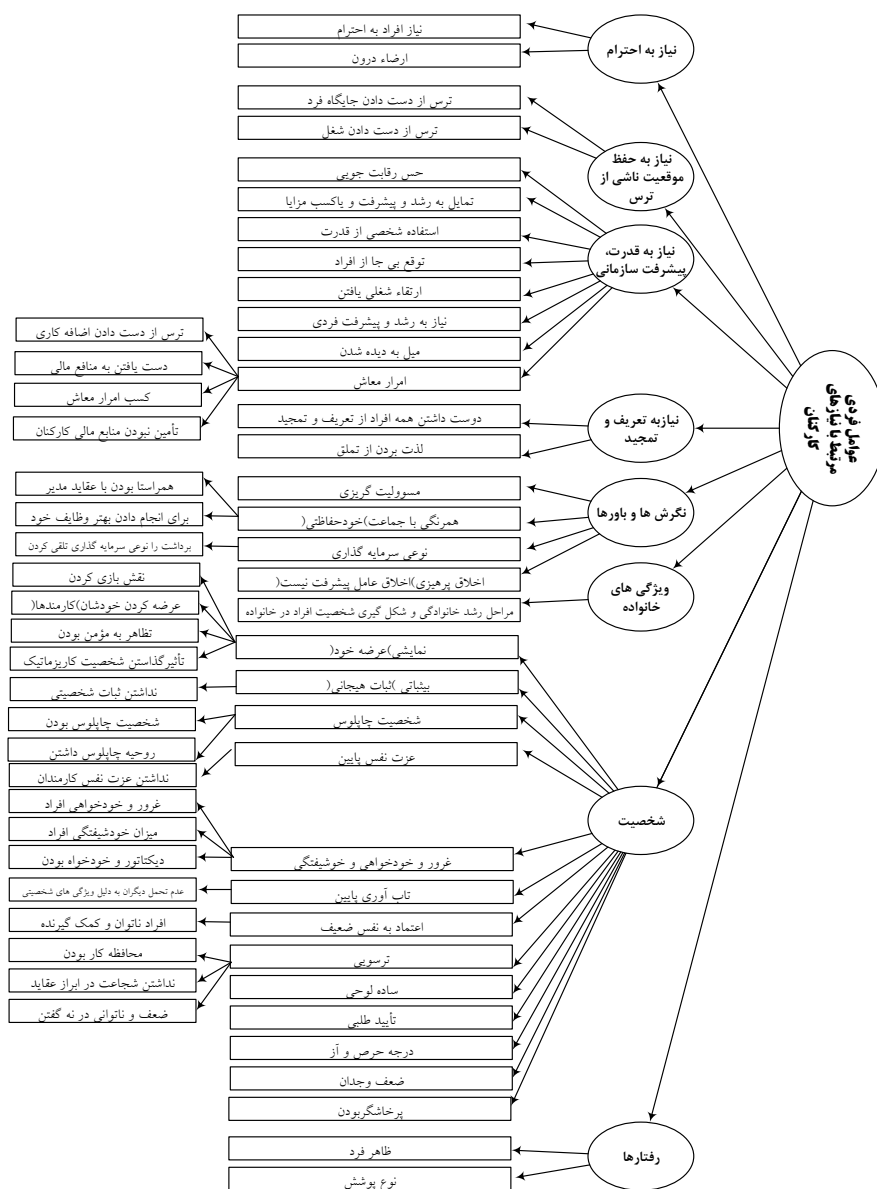 عوامل فردی
مرتبط با نیازهای
کارکنان
نیاز به احترام
نیاز افراد به احترام
ارضاء درون
نیاز به حفظ
موقعیت ناشی از
ترس
ترس از دست دادن جایگاه فرد
ترس از دست دادن شغل
نیاز به قدرت،
پیشرفت سازمانی
حس رقابت جویی
تمایل به رشد و پیشرفت و یاکسب مزایا
استفاده شخصی از قدرت
توقع بی جا از افراد
ارتقاء شغلی یافتن
نیاز به رشد و پیشرفت فردی
میل به دیده شدن
امرار معاش
ترس از دست دادن اضافه کاری
دست یافتن به منافع مالی
کسب امرار معاش
تأمین نبودن منابع مالی کارکنان
نیازبه تعریف و
تمجید
دوست داشتن همه افراد از تعریف و تمجید
لذت بردن از تملق
نگرش ها و باورها
مسوولیت گریزی
همرنگی با جماعت)خودحفاظتی(
نوعی سرمایه گذاری
اخلاق پرهیزی)اخلاق عامل پیشرفت نیست(
همراستا بودن با عقاید مدیر
برای انجام دادن بهتر وظایف خود
برداشت را نوعی سرمایه گذاری تلقی کردن
ویژگی های
خانواده
مراحل رشد خانوادگی و شکل گیری شخصیت افراد در خانواده
شخصیت
نمایشی)عرضه خود(
نقش بازی کردن
عرضه کردن خودشان)کارمندها(
تظاهر به مؤمن بودن
تأثیرگذاستن شخصیت کاریزماتیک
بیثباتی )ثبات هیجانی(
نداشتن ثبات شخصیتی
شخصیت چاپلوس
شخصیت چاپلوس بودن
روحیه چاپلوس داشتن
عزت نفس پایین
نداشتن عزت نفس کارمندان
غرور و خودخواهی و خوشیفتگی
غرور و خودخواهی افراد
میزان خودشیفتگی افراد
دیکتاتور و خودخواه بودن
تاب آوری پایین
عدم تحمل دیگران به دلیل ویژگی های شخصیتی
اعتماد به نفس ضعیف
افراد ناتوان و کمک گیرنده
ترسویی
محافظه کار بودن
نداشتن شجاعت در ابراز عقاید
ضعف و ناتوانی در نه گفتن
ساده لوحی
تأیید طلبی
درجه حرص و آز
ضعف وجدان
پرخاشگربودن
رفتارها
ظاهر فرد
نوع پوشش